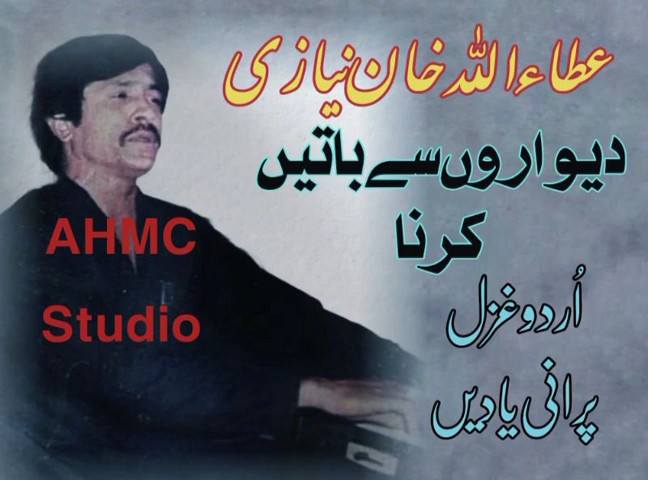 عطاءاللہ خان نیازی
دیواروں سے باتیں
کرنا
اُردو غزل
پرانی یادیں
AHMC
Studio